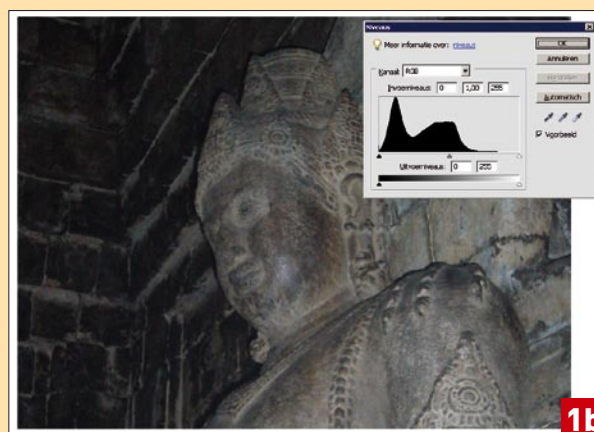 Niveaus
Meer informatie over: niveaus
OK
Annuleren
Kanaal: RGB
Invoerniveaus: 0 1,00 255
Automatisch
Voorbeeld
Uitvoerniveaus: 0 255
1b